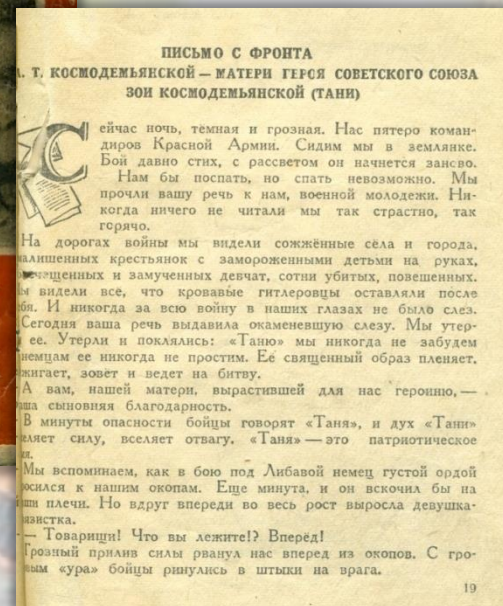 ПИСЬМО С ФРОНТА
Т. КОСМОДЕМЬЯНСКОЙ — МАТЕРИ ГЕРОЯ СОВЕТСКОГО СОЮЗА
ЗОИ КОСМОДЕМЬЯНСКОЙ (ТАНИ)
Сейчас ночь, тёмная и грозная. Нас пятеро коман-
диров Красной Армии. Сидим мы в землянке.
Бой давно стих, с рассветом он начнется заново.
Нам бы поспать, но спать невозможно. Мы
прочли вашу речь к нам, военной молодежи. Ни-
когда ничего не читали мы так страстно, так
горячо.
На дорогах войны мы видели сожжённые сёла и города,
с замороженными детьми на руках,
и замученных девчат, сотни убитых, повешенных.
видели всё, что кровавые гитлеровцы оставляли после
И никогда за всю войну в наших глазах не было слез.
Сегодня ваша речь выдавила окаменевшую слезу. Мы утер-
ее. Утерли и поклялись: «Таню» мы никогда не забудем
немцам ее никогда не простим. Её священный образ пленяет,
зовёт и ведет на битву.
А вам, нашей матери, вырастившей для нас героиню, —
сыновняя благодарность.
В минуты опасности бойцы говорят «Таня», и дух «Тани»
силу, вселяет отвагу. «Таня» — это патриотическое
Мы вспоминаем, как в бою под Либавой немец густой ордой
к нашим окопам. Еще минута, и он вскочил бы на
плечи. Но вдруг впереди во весь рост выросла девушка-
— Товарищи! Что вы лежите!? Вперёд!
Грозный прилив силы рванул нас вперед из окопов. С гро-
«ура» бойцы ринулись в штыки на врага.
19